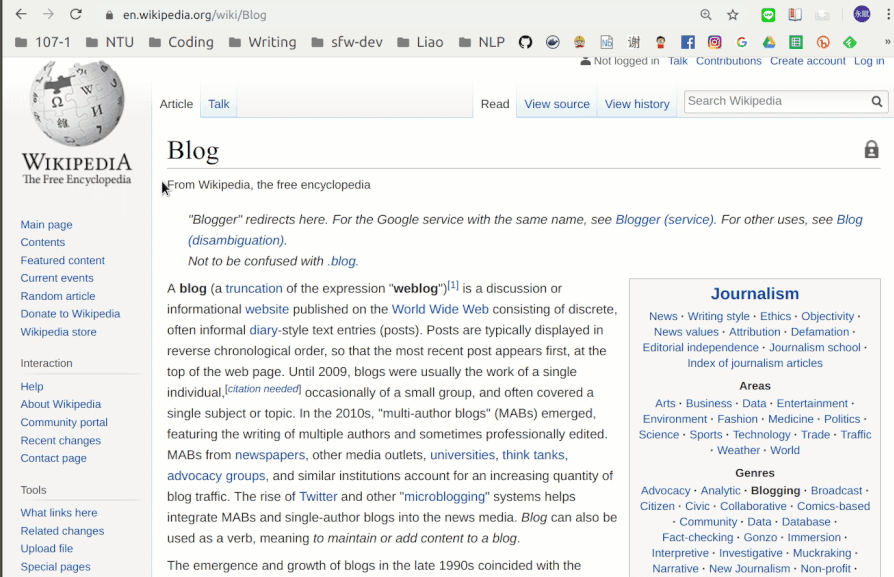 en.wikipedia.org/wiki/Blog
107-1 NTU Coding Writing sfw-dev Liao NLP 谢 »
Not logged in Talk Contributions Create account Log in
Article Talk Read View source View history Search Wikipedia
WIKIPEDIA
The Free Encyclopedia
Main page
Contents
Featured content
Current events
Random article
Donate to Wikipedia
Wikipedia store
Interaction
Help
About Wikipedia
Community portal
Recent changes
Contact page
Tools
What links here
Related changes
Upload file
Special pages
Blog
From Wikipedia, the free encyclopedia
"Blogger" redirects here. For the Google service with the same name, see Blogger (service). For other uses, see Blog
(disambiguation).
Not to be confused with .blog.
A blog (a truncation of the expression "weblog")[1] is a discussion or
informational website published on the World Wide Web consisting of discrete,
often informal diary-style text entries (posts). Posts are typically displayed in
reverse chronological order, so that the most recent post appears first, at the
top of the web page. Until 2009, blogs were usually the work of a single
individual,[citation needed] occasionally of a small group, and often covered a
single subject or topic. In the 2010s, "multi-author blogs" (MABs) emerged,
featuring the writing of multiple authors and sometimes professionally edited.
MABs from newspapers, other media outlets, universities, think tanks,
advocacy groups, and similar institutions account for an increasing quantity of
blog traffic. The rise of Twitter and other "microblogging" systems helps
integrate MABs and single-author blogs into the news media. Blog can also be
used as a verb, meaning to maintain or add content to a blog.
The emergence and growth of blogs in the late 1990s coincided with the
Journalism
News · Writing style · Ethics · Objectivity ·
News values · Attribution · Defamation ·
Editorial independence · Journalism school ·
Index of journalism articles
Areas
Arts · Business · Data · Entertainment ·
Environment · Fashion · Medicine · Politics ·
Science · Sports · Technology · Trade · Traffic
· Weather · World
Genres
Advocacy · Analytic · Blogging · Broadcast ·
Citizen · Civic · Collaborative · Comics-based
· Community · Data · Database ·
Fact-checking · Gonzo · Immersion ·
Interpretive · Investigative · Muckraking ·
Narrative · New Journalism · Non-profit ·